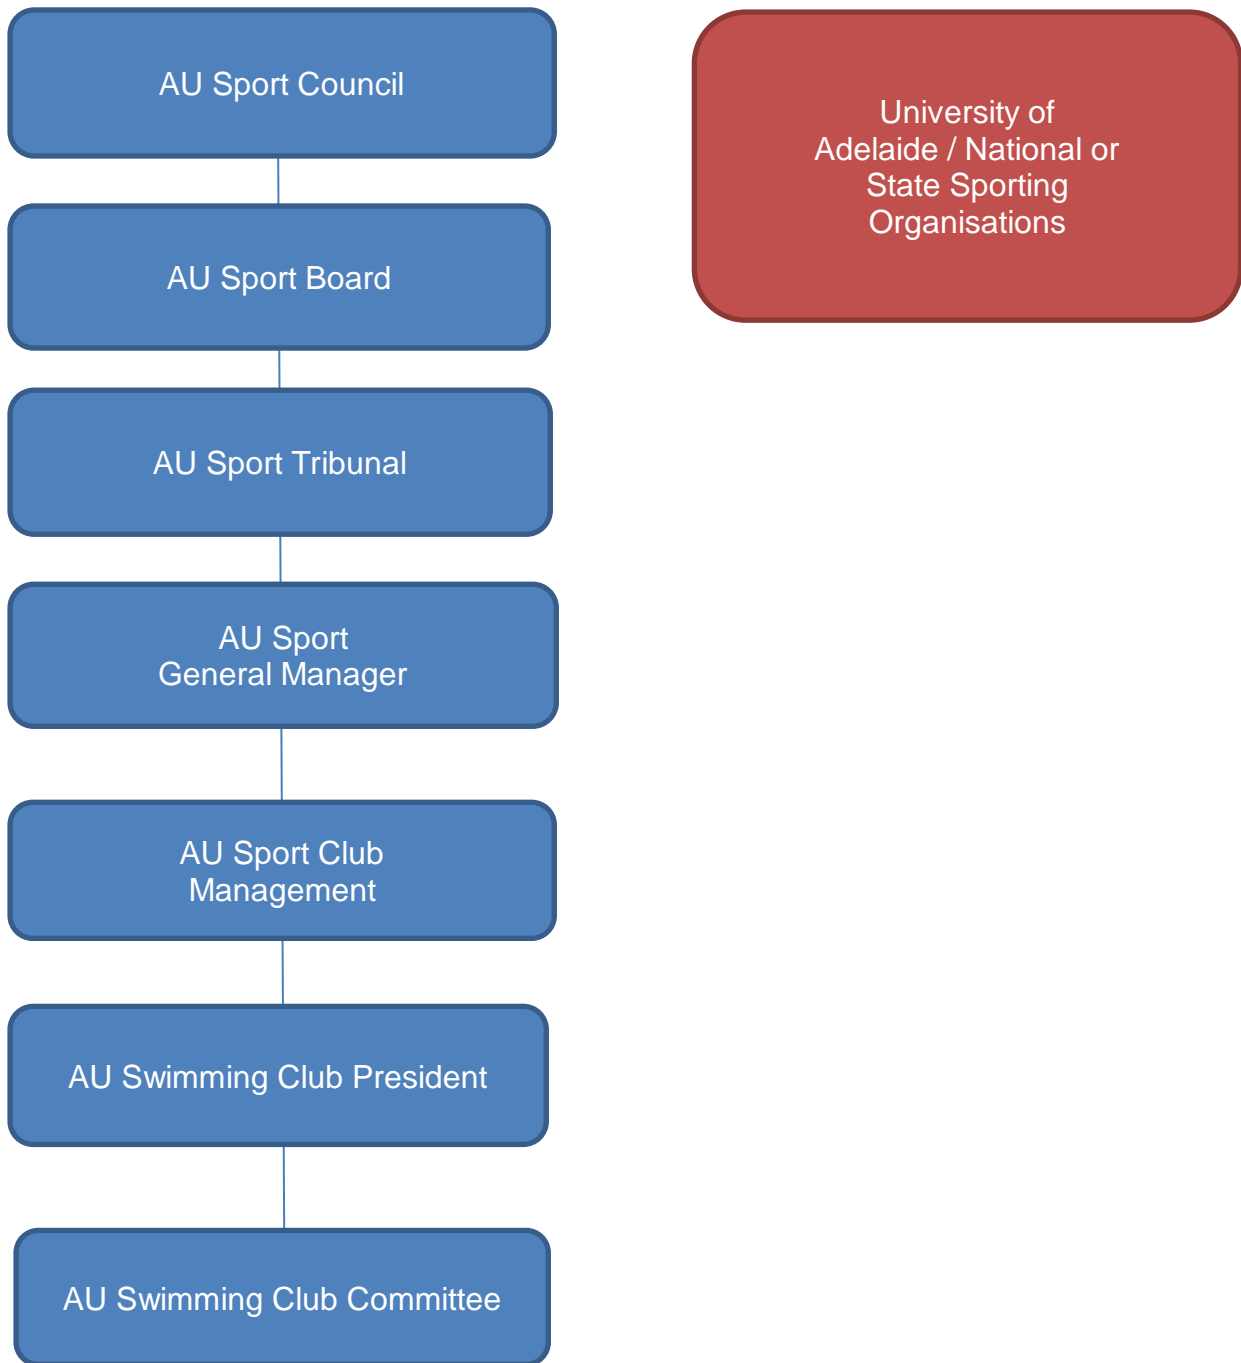 AU Sport Council
University of
Adelaide / National or
State Sporting
Organisations
AU Sport Board
AU Sport Tribunal
AU Sport
General Manager
AU Sport Club
Management
AU Swimming Club President
AU Swimming Club Committee